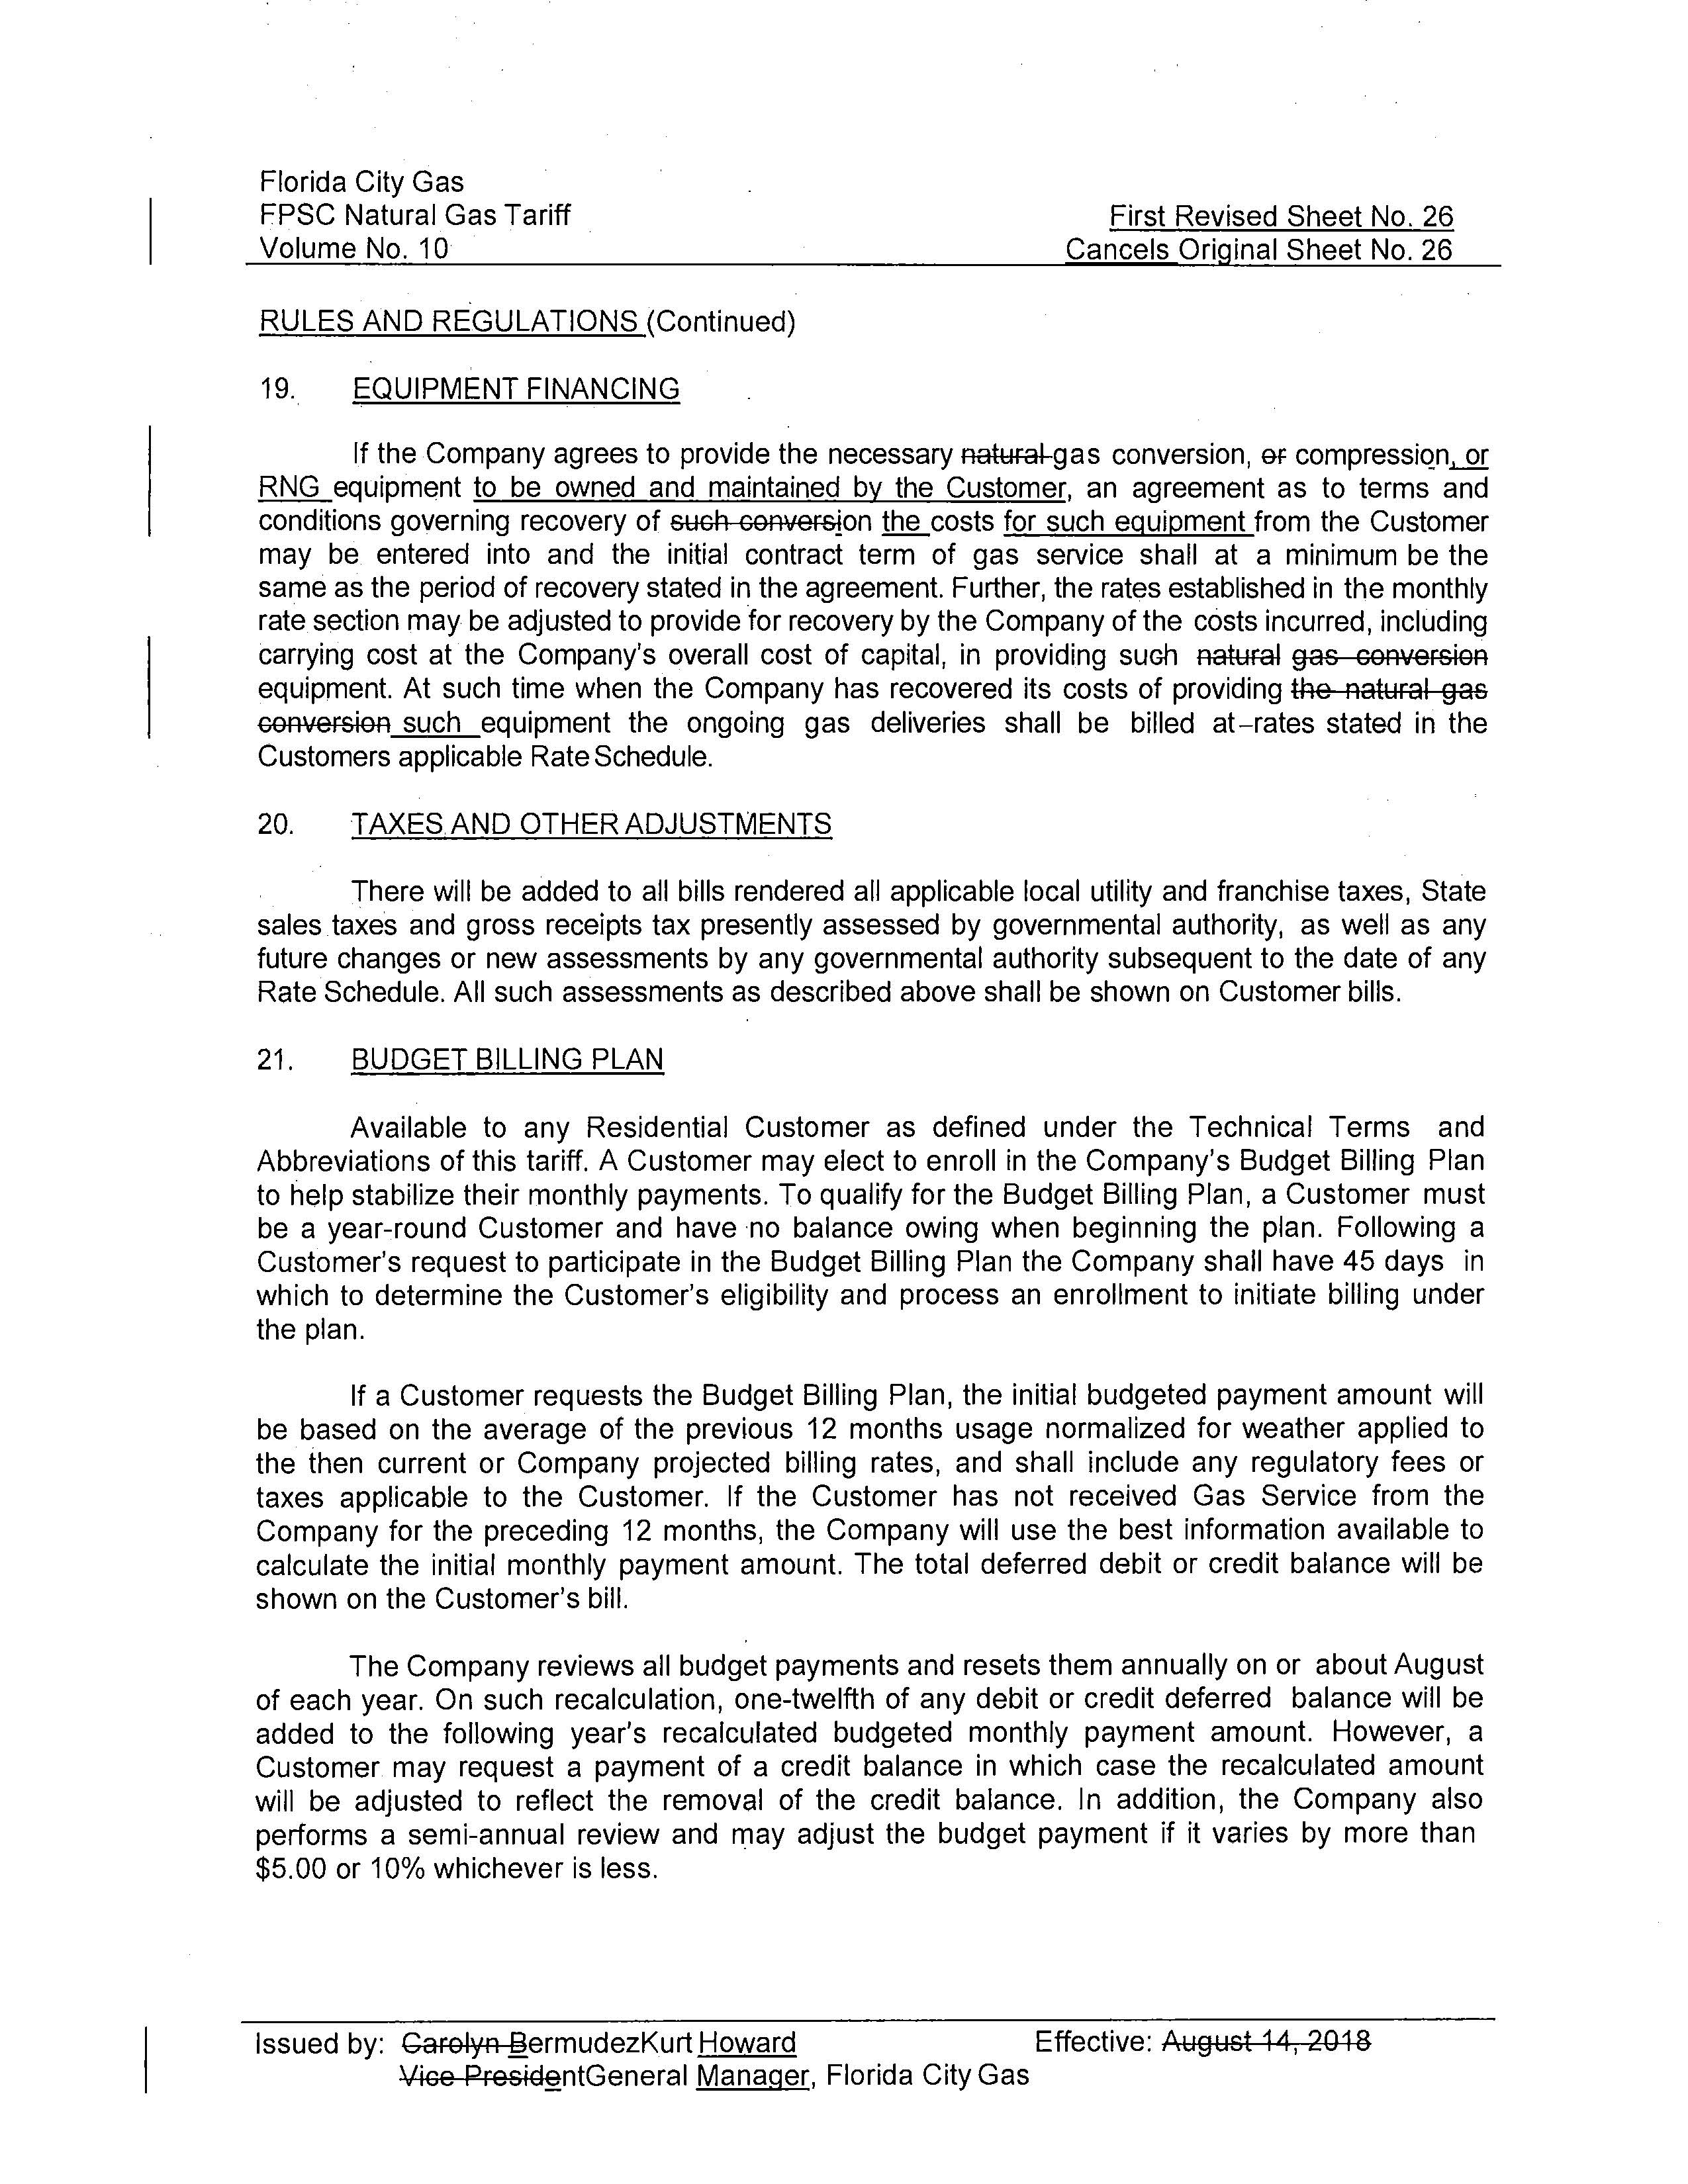 Florida City Gas
FPSC Natural Gas Tariff
First Revised Sheet No. 26
Volume No. 10
Cancels Original Sheet No. 26
RULES AND REGULATIONS (Continued)
19. EQUIPMENT FINANCING
If the Company agrees to provide the necessary natural gas conversion, or compression, or
RNG equipment to be owned and maintained by the Customer, an agreement as to terms and
conditions governing recovery of such conversion the costs for such equipment from the Customer
may be entered into and the initial contract term of gas service shall at a minimum be the
same as the period of recovery stated in the agreement. Further, the rates established in the monthly
rate section may be adjusted to provide for recovery by the Company of the costs incurred, including
carrying cost at the Company's overall cost of capital, in providing such natural gas conversion
equipment. At such time when the Company has recovered its costs of providing the natural gas
conversion such equipment the ongoing gas deliveries shall be billed at-rates stated in the
Customers applicable Rate Schedule.
20. TAXES AND OTHER ADJUSTMENTS
There will be added to all bills rendered all applicable local utility and franchise taxes, State
sales taxes and gross receipts tax presently assessed by governmental authority, as well as any
future changes or new assessments by any governmental authority subsequent to the date of any
Rate Schedule. All such assessments as described above shall be shown on Customer bills.
21. BUDGET BILLING PLAN
Available to any Residential Customer as defined under the Technical Terms and
Abbreviations of this tariff. A Customer may elect to enroll in the Company's Budget Billing Plan
to help stabilize their monthly payments. To qualify for the Budget Billing Plan, a Customer must
be a year-round Customer and have no balance owing when beginning the plan. Following a
Customer's request to participate in the Budget Billing Plan the Company shall have 45 days in
which to determine the Customer's eligibility and process an enrollment to initiate billing under
the plan.
If a Customer requests the Budget Billing Plan, the initial budgeted payment amount will
be based on the average of the previous 12 months usage normalized for weather applied to
the then current or Company projected billing rates, and shall include any regulatory fees or
taxes applicable to the Customer. If the Customer has not received Gas Service from the
Company for the preceding 12 months, the Company will use the best information available to
calculate the initial monthly payment amount. The total deferred debit or credit balance will be
shown on the Customer's bill.
The Company reviews all budget payments and resets them annually on or about August
of each year. On such recalculation, one-twelfth of any debit or credit deferred balance will be
added to the following year's recalculated budgeted monthly payment amount. However, a
Customer may request a payment of a credit balance in which case the recalculated amount
will be adjusted to reflect the removal of the credit balance. In addition, the Company also
performs a semi-annual review and may adjust the budget payment if it varies by more than
$5.00 or 10% whichever is less.
Issued by: Carolyn BermudezKurt Howard Effective: August 14, 2018
Vice PresidentGeneral Manager, Florida City Gas